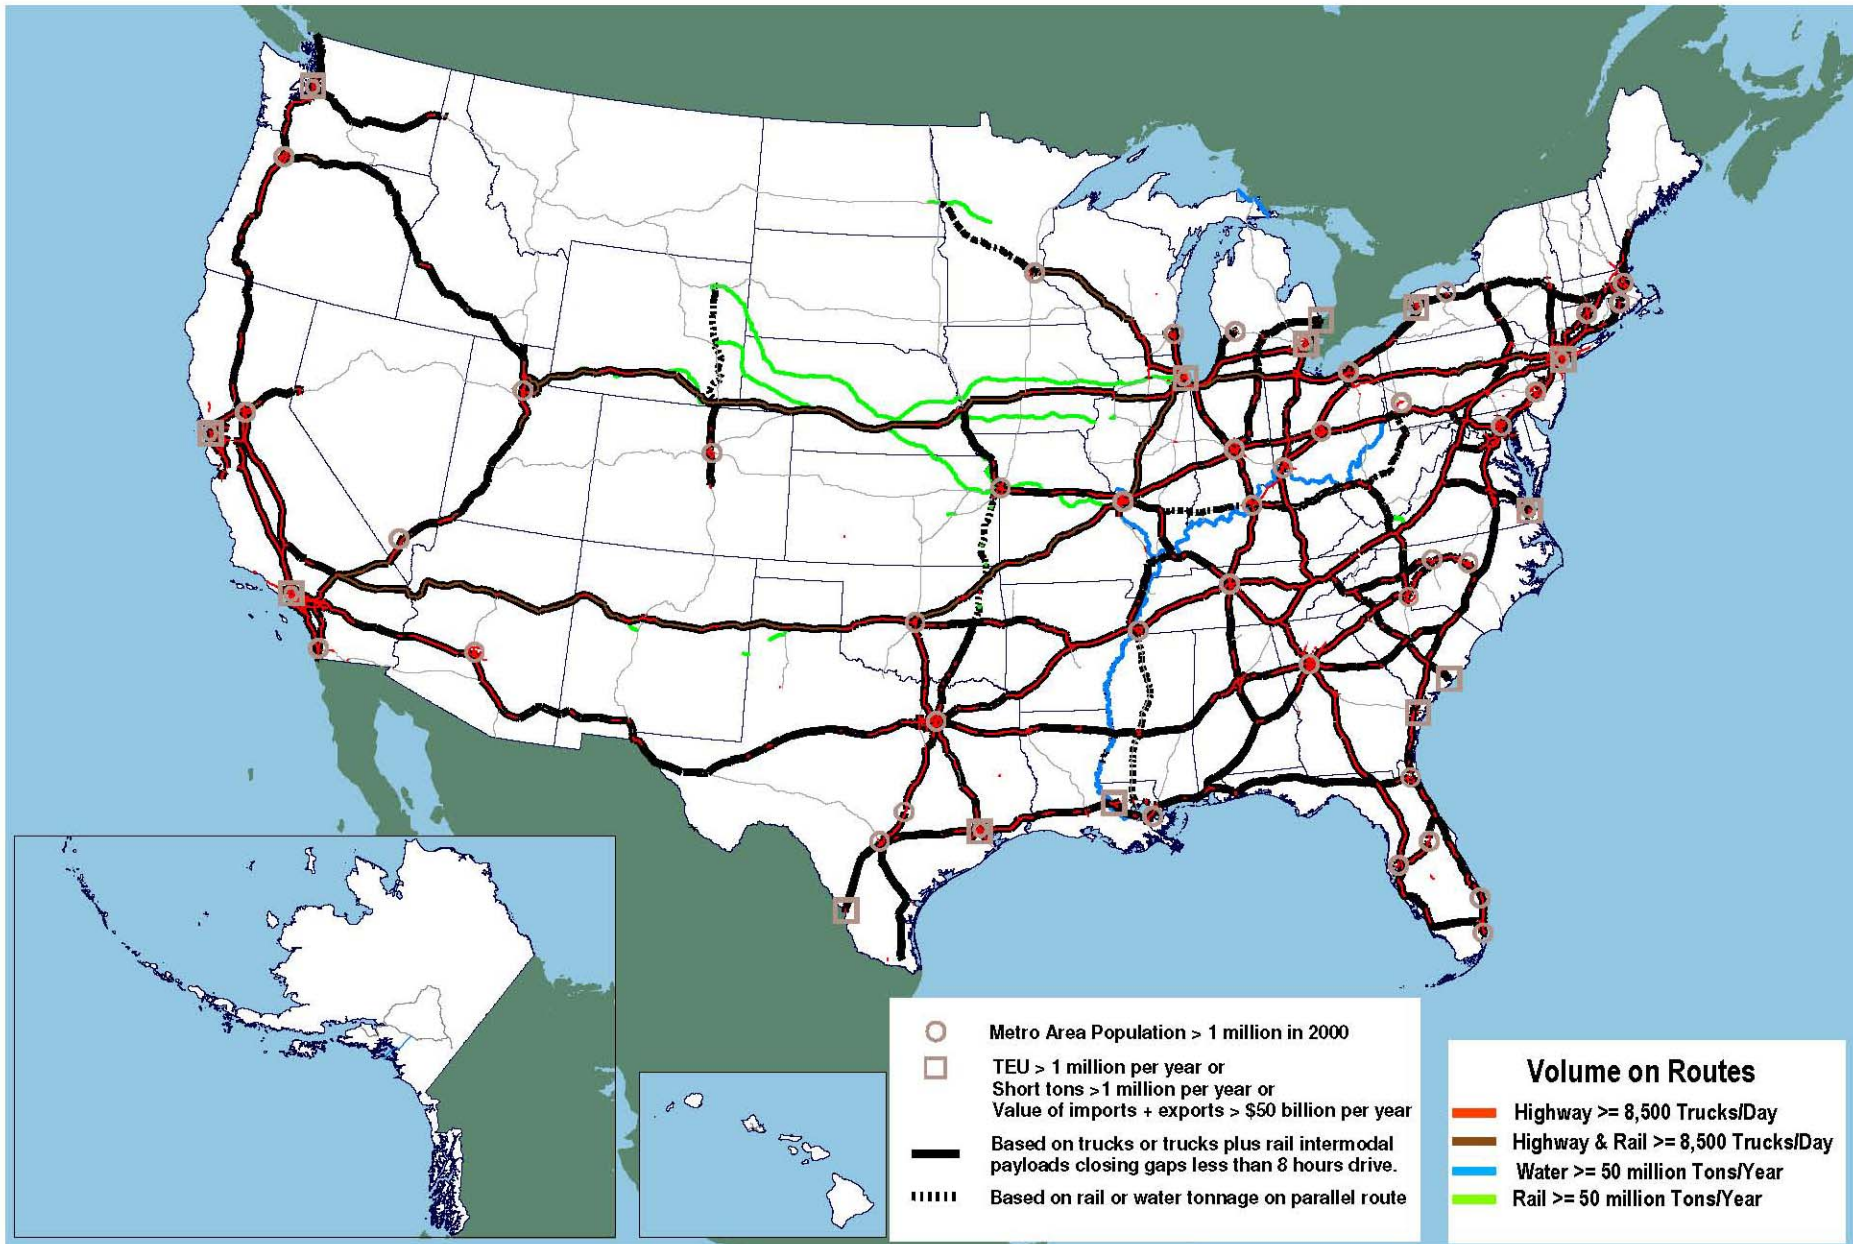 Metro Area Population > 1 million in 2000
TEU > 1 million per year or
Short tons >1 million per year or
Value of imports + exports > $50 billion per year
Based on trucks or trucks plus rail intermodal
payloads closing gaps less than 8 hours drive.
Based on rail or water tonnage on parallel route
Volume on Routes
Highway >= 8,500 Trucks/Day
Highway & Rail >= 8,500 Trucks/Day
Water >= 50 million Tons/Year
Rail >= 50 million Tons/Year